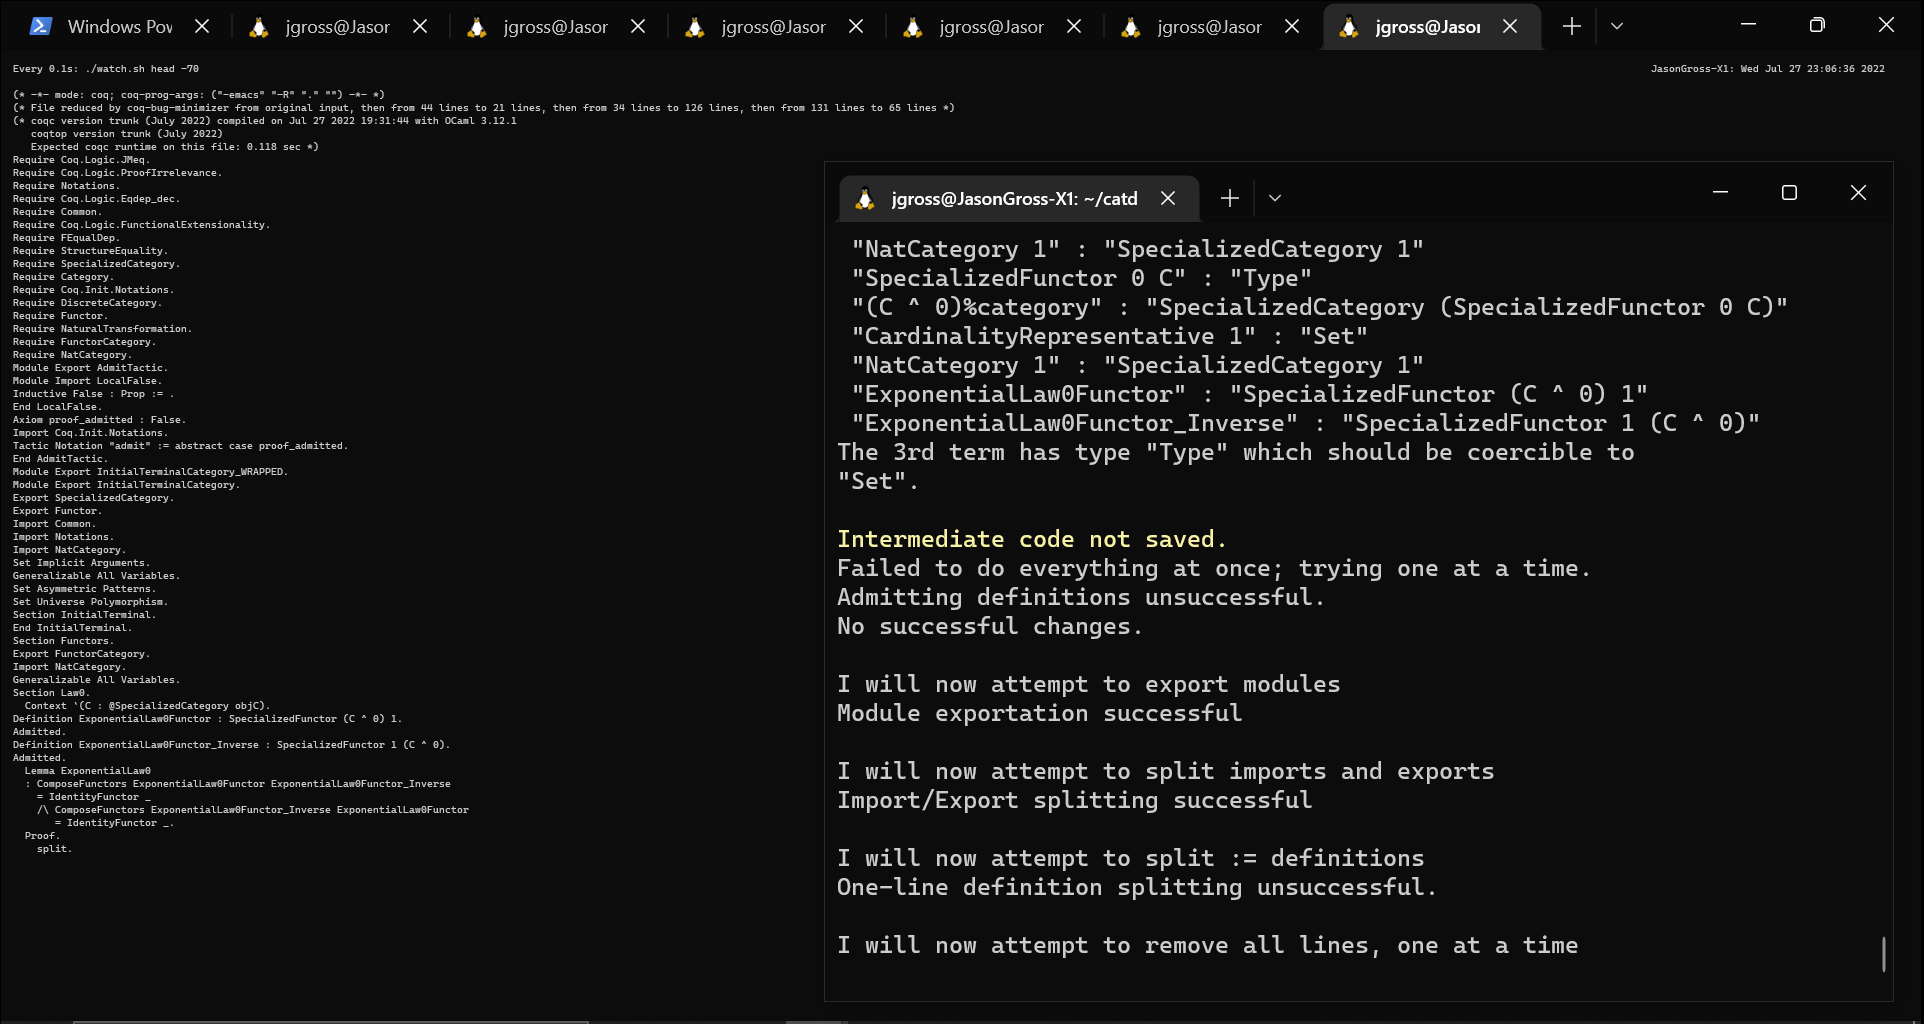 Windows Pov
jgross@Jasor
jgross@Jasor
jgross@Jasor
jgross@Jasor
jgross@Jasor
jgross@Jasor
Every 0.1s: ./watch.sh head -70
JasonGross-X1: Wed Jul 27 23:06:36 2022
(* -*- mode: coq; coq-prog-args: ("-emacs" "-R" "." "") -*- *)
(* File reduced by coq-bug-minimizer from original input, then from 44 lines to 21 lines, then from 34 lines to 126 lines, then from 131 lines to 65 lines *)
(* coqc version trunk (July 2022) compiled on Jul 27 2022 19:31:44 with OCaml 3.12.1
   coqtop version trunk (July 2022)
   Expected coqc runtime on this file: 0.118 sec *)
Require Coq.Logic.JMeq.
Require Coq.Logic.ProofIrrelevance.
Require Notations.
Require Coq.Logic.Eqdep_dec.
Require Common.
Require Coq.Logic.FunctionalExtensionality.
Require FEqualDep.
Require StructureEquality.
Require SpecializedCategory.
Require Category.
Require Coq.Init.Notations.
Require DiscreteCategory.
Require Functor.
Require NaturalTransformation.
Require FunctorCategory.
Require NatCategory.
Module Export AdmitTactic.
Module Import LocalFalse.
Inductive False : Prop := .
End LocalFalse.
Axiom proof_admitted : False.
Import Coq.Init.Notations.
Tactic Notation "admit" := abstract case proof_admitted.
End AdmitTactic.
Module Export InitialTerminalCategory_WRAPPED.
Module Export InitialTerminalCategory.
Export SpecializedCategory.
Export Functor.
Import Common.
Import Notations.
Import NatCategory.
Set Implicit Arguments.
Generalizable All Variables.
Set Asymmetric Patterns.
Set Universe Polymorphism.
Section InitialTerminal.
End InitialTerminal.
Section Functors.
Export FunctorCategory.
Import NatCategory.
Generalizable All Variables.
Section Law0.
  Context `(C : @SpecializedCategory objC).
Definition ExponentialLaw0Functor : SpecializedFunctor (C ^ 0) 1.
Admitted.
Definition ExponentialLaw0Functor_Inverse : SpecializedFunctor 1 (C ^ 0).
Admitted.
  Lemma ExponentialLaw0
  : ComposeFunctors ExponentialLaw0Functor ExponentialLaw0Functor_Inverse
    = IdentityFunctor _
    /\ ComposeFunctors ExponentialLaw0Functor_Inverse ExponentialLaw0Functor
       = IdentityFunctor _.
  Proof.
    split.
jgross@JasonGross-X1: ~/catd
"NatCategory 1" : "SpecializedCategory 1"
"SpecializedFunctor 0 C" : "Type"
"(C ^ 0)%category" : "SpecializedCategory (SpecializedFunctor 0 C)"
"CardinalityRepresentative 1" : "Set"
"NatCategory 1" : "SpecializedCategory 1"
"ExponentialLaw0Functor" : "SpecializedFunctor (C ^ 0) 1"
"ExponentialLaw0Functor_Inverse" : "SpecializedFunctor 1 (C ^ 0)"
The 3rd term has type "Type" which should be coercible to
"Set".
Intermediate code not saved.
Failed to do everything at once; trying one at a time.
Admitting definitions unsuccessful.
No successful changes.
I will now attempt to export modules
Module exportation successful
I will now attempt to split imports and exports
Import/Export splitting successful
I will now attempt to split := definitions
One-line definition splitting unsuccessful.
I will now attempt to remove all lines, one at a time